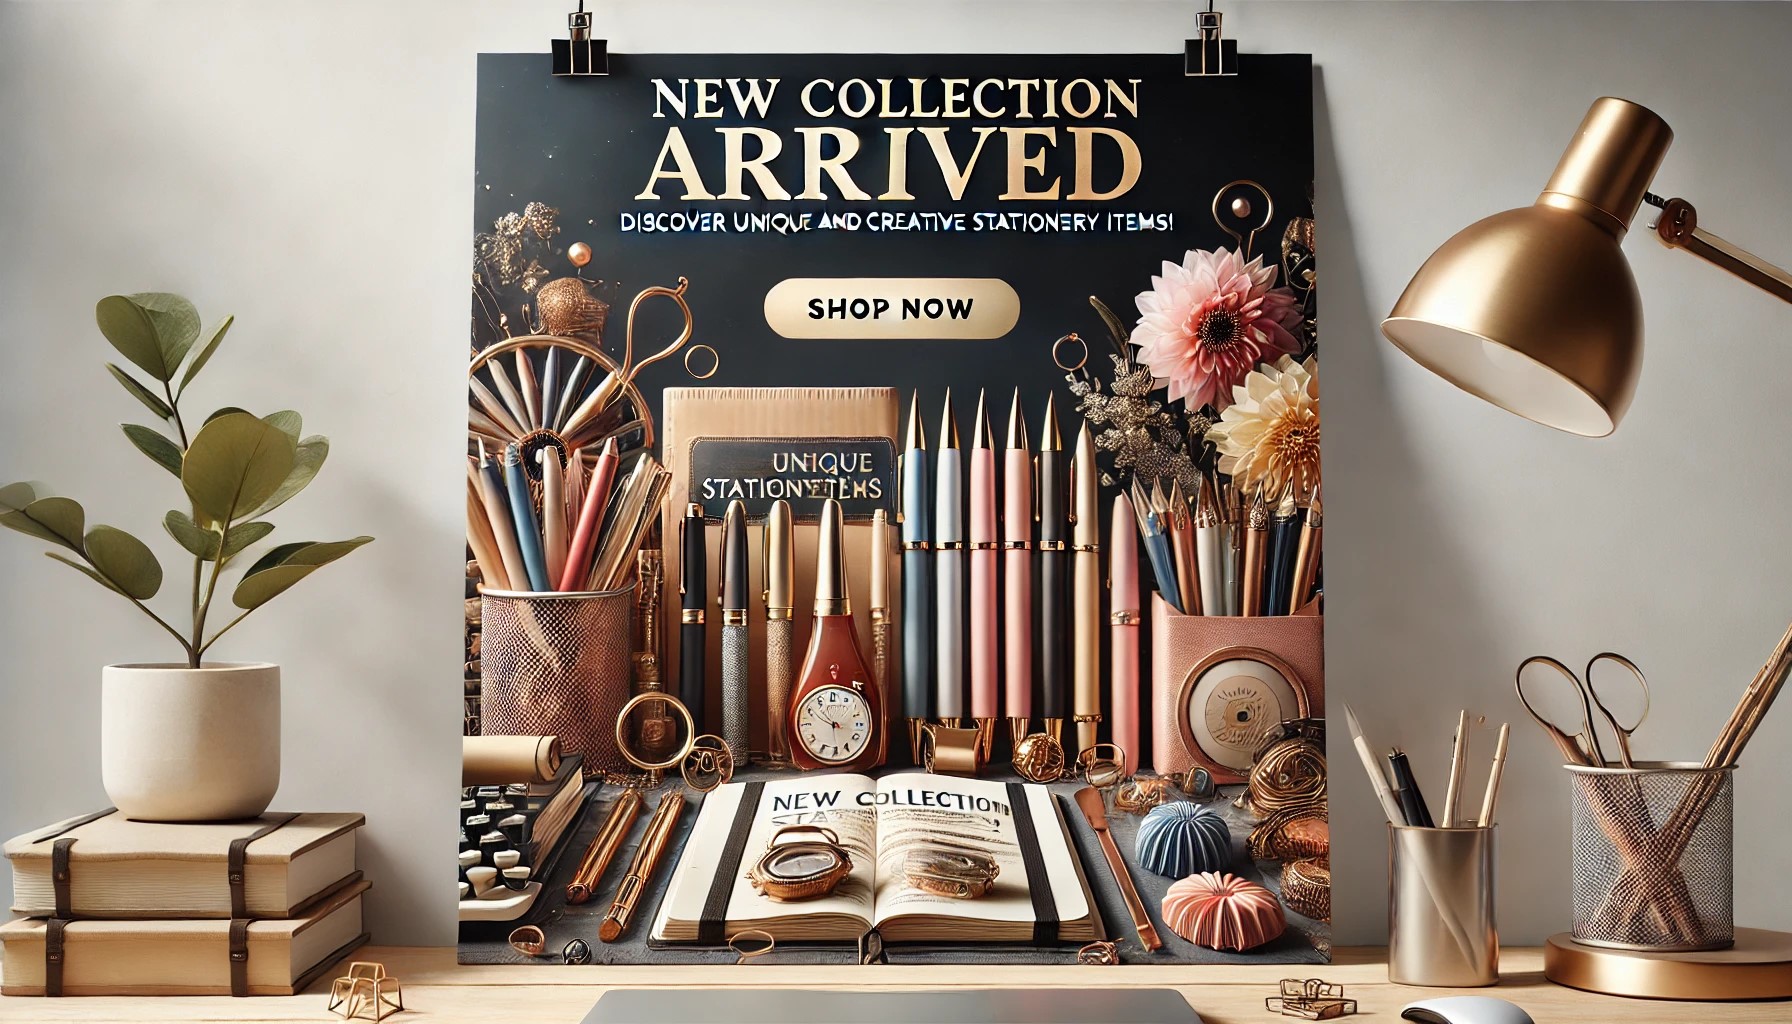 NEW COLLECTION
ARRIVED
DISCOVER UNIQUE AND CREATIVE STATIONERY ITEMS!
SHOP NOW
UNIQUE
NEW COLLECTION